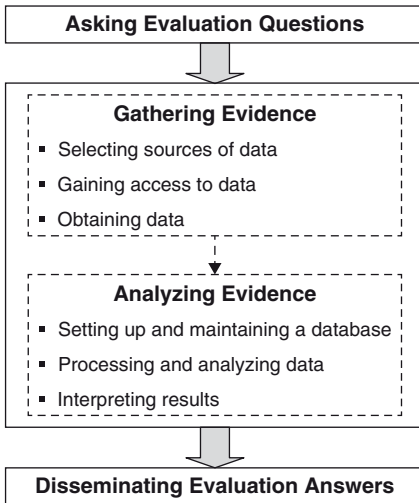 Asking Evaluation Questions
Gathering Evidence
▪ Selecting sources of data
▪ Gaining access to data
▪ Obtaining data
Analyzing Evidence
▪ Setting up and maintaining a database
▪ Processing and analyzing data
▪ Interpreting results
Disseminating Evaluation Answers